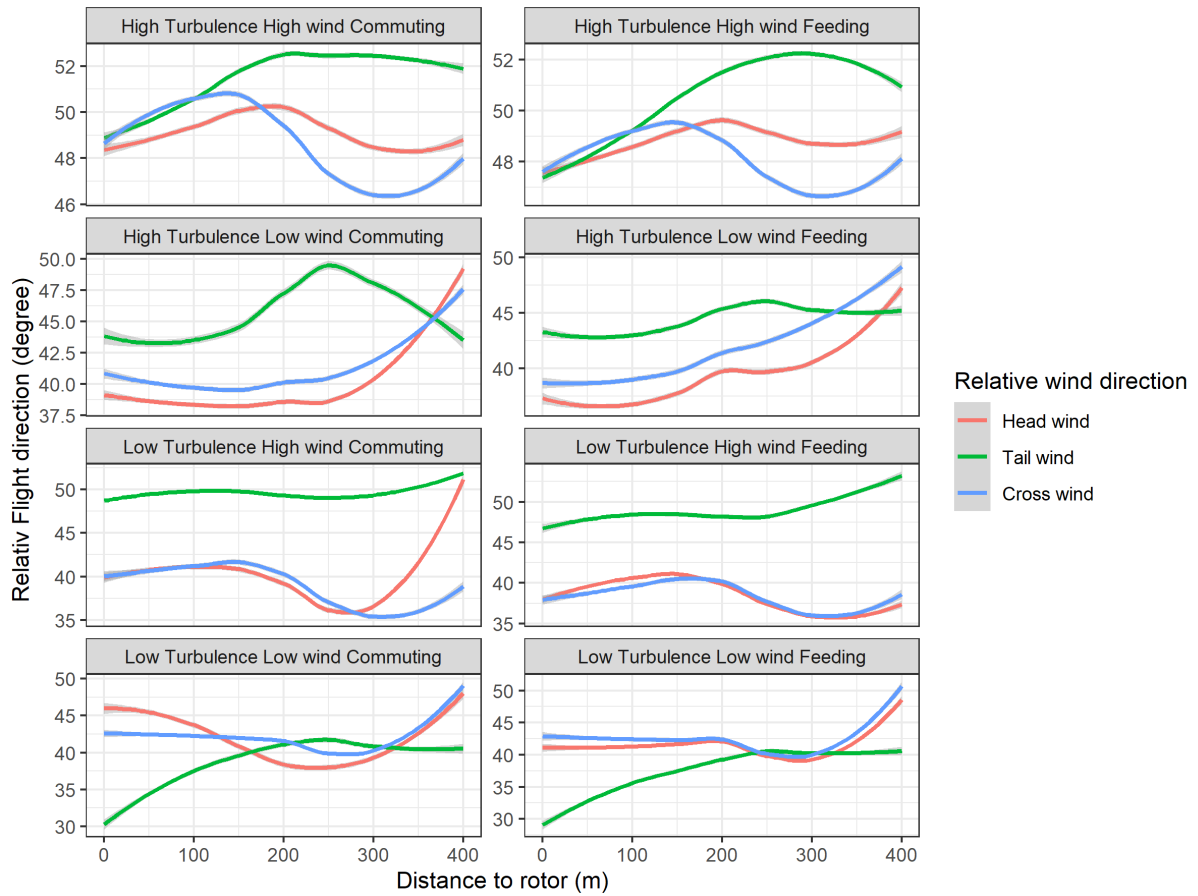 High Turbulence High wind Commuting
High Turbulence High wind Feeding
52
50
48
46
52
50
48
High Turbulence Low wind Commuting
High Turbulence Low wind Feeding
50.0
47.5
45.0
42.5
40.0
37.5
50
45
40
Low Turbulence High wind Commuting
Low Turbulence High wind Feeding
50
45
40
35
50
45
40
35
Low Turbulence Low wind Commuting
Low Turbulence Low wind Feeding
50
45
40
35
30
50
45
40
35
30
0 100 200 300 400
0 100 200 300 400
Distance to rotor (m)
Relativ Flight direction (degree)
Relative wind direction
Head wind
Tail wind
Cross wind